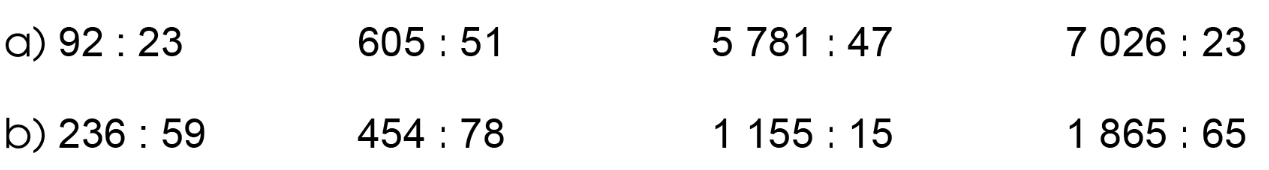 a) 92 : 23 605 : 51 5 781 : 47 7 026 : 23
b) 236 : 59 454 : 78 1 155 : 15 1 865 : 65